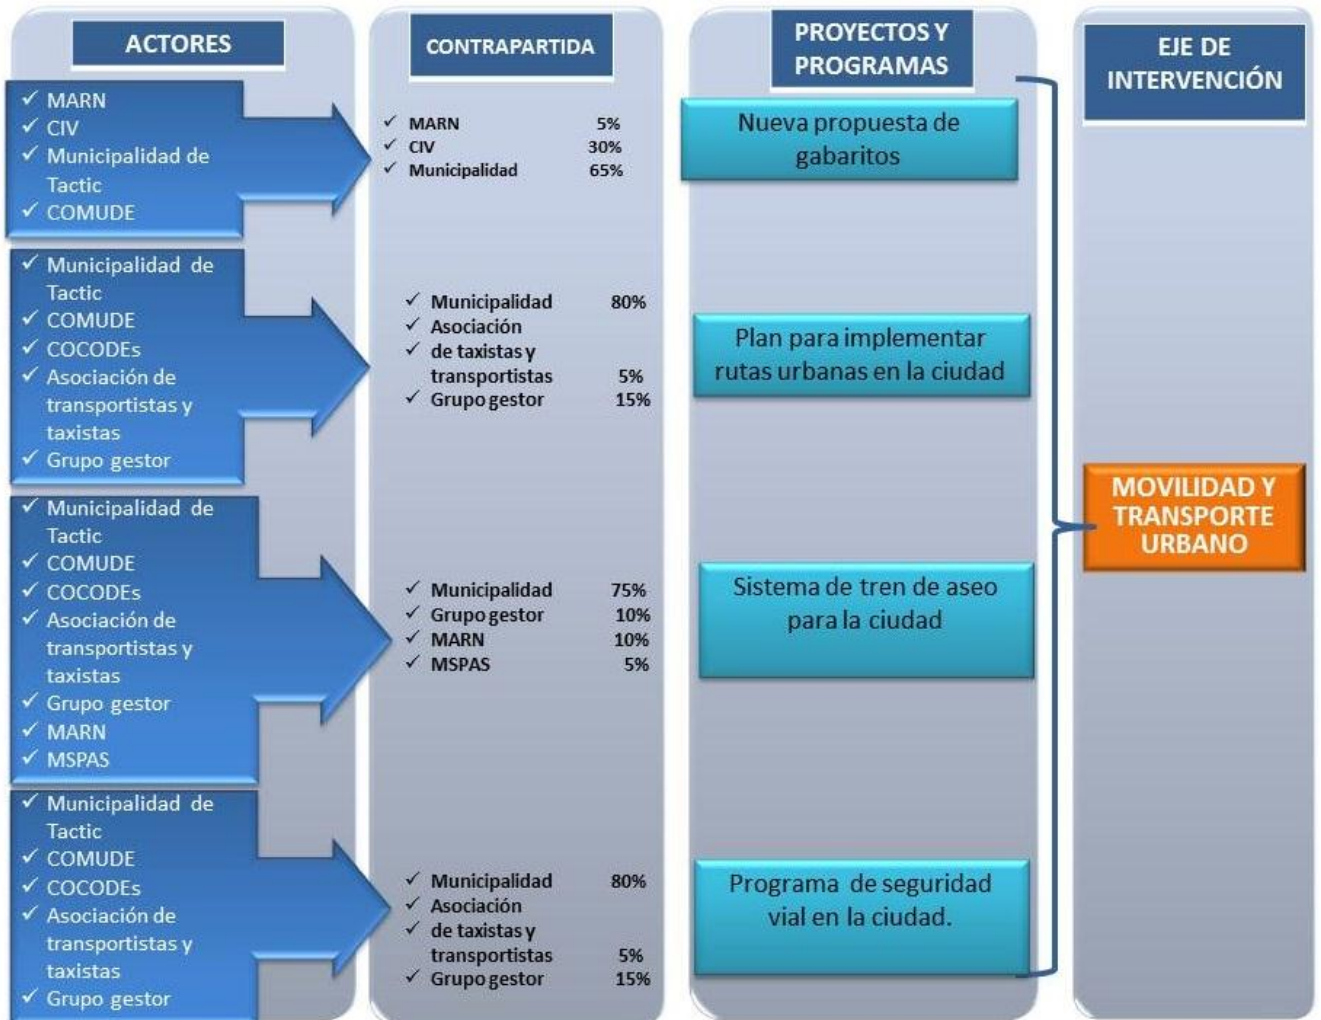 ACTORES
✓ MARN
✓ CIV
✓ Municipalidad de
Tactic
✓ COMUDE
✓ Municipalidad de
Tactic
✓ COMUDE
✓ COCODEs
✓ Asociación de
transportistas y
taxistas
✓ Grupo gestor
✓ Municipalidad de
Tactic
✓ COMUDE
✓ COCODEs
✓ Asociación de
transportistas y
taxistas
✓ Grupo gestor
✓ MARN
✓ MSPAS
✓ Municipalidad de
Tactic
✓ COMUDE
✓ COCODEs
✓ Asociación de
transportistas y
taxistas
✓ Grupo gestor
CONTRAPARTIDA
✓ MARN 5%
✓ CIV 30%
✓ Municipalidad 65%
✓ Municipalidad 80%
✓ Asociación
✓ de taxistas y
transportistas 5%
✓ Grupo gestor 15%
✓ Municipalidad 75%
✓ Grupo gestor 10%
✓ MARN 10%
✓ MSPAS 5%
✓ Municipalidad 80%
✓ Asociación
✓ de taxistas y
transportistas 5%
✓ Grupo gestor 15%
PROYECTOS Y
PROGRAMAS
Nueva propuesta de
gabaritos
Plan para implementar
rutas urbanas en la ciudad
Sistema de tren de aseo
para la ciudad
Programa de seguridad
vial en la ciudad.
EJE DE
INTERVENCIÓN
MOVILIDAD Y
TRANSPORTE
URBANO